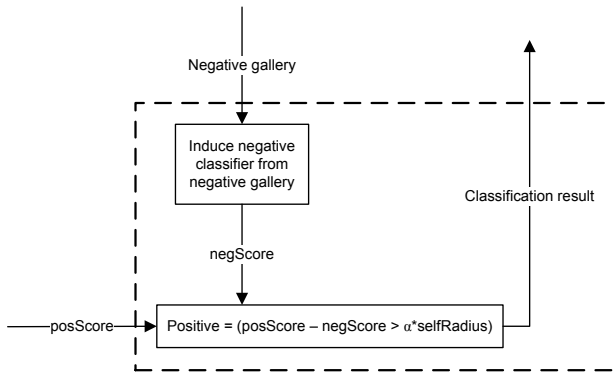 Negative gallery
Induce negative
classifier from
negative gallery
Classification result
negScore
posScore
Positive = (posScore – negScore > α*selfRadius)